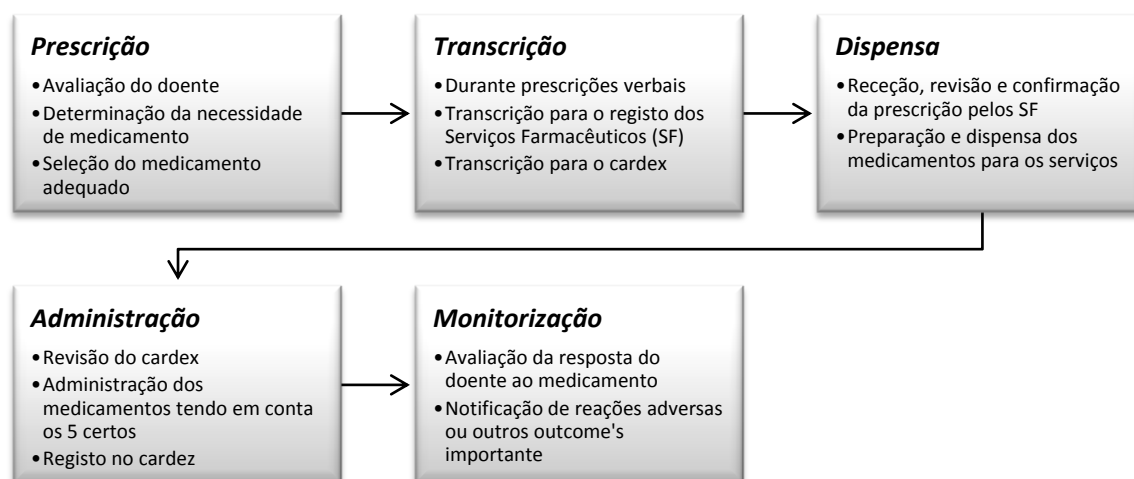 Prescrição
•Avaliação do doente
•Determinação da necessidade
de medicamento
•Seleção do medicamento
adequado
Transcrição
•Durante prescrições verbais
•Transcrição para o registo dos
Serviços Farmacêuticos (SF)
•Transcrição para o cardex
Dispensa
•Receção, revisão e confirmação
da prescrição pelos SF
•Preparação e dispensa dos
medicamentos para os serviços
Administração
•Revisão do cardex
•Administração dos
medicamentos tendo em conta
os 5 certos
•Registo no cardez
Monitorização
•Avaliação da resposta do
doente ao medicamento
•Notificação de reações adversas
ou outros outcome's
importante